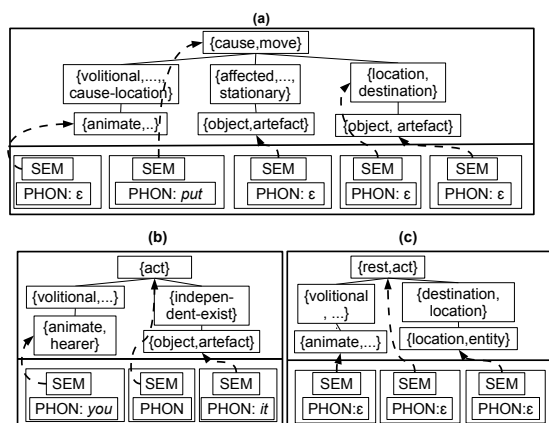 (a)
{cause,move}
{volitional,...,
cause-location}
{affected,...,
stationary}
{location,
destination}
{animate,..}
{object,artefact}
{object, artefact}
SEM
PHON: ε
SEM
PHON: put
SEM
PHON: ε
SEM
PHON: ε
SEM
PHON: ε
(b)
{act}
{volitional,...}
{indepen-
dent-exist}
{animate,
hearer}
{object,artefact}
SEM
PHON: you
SEM
PHON
SEM
PHON: it
(c)
{rest,act}
{volitional
, ...}
{destination,
location}
{animate,...}
{location,entity}
SEM
PHON:ε
SEM
PHON:ε
SEM
PHON:ε